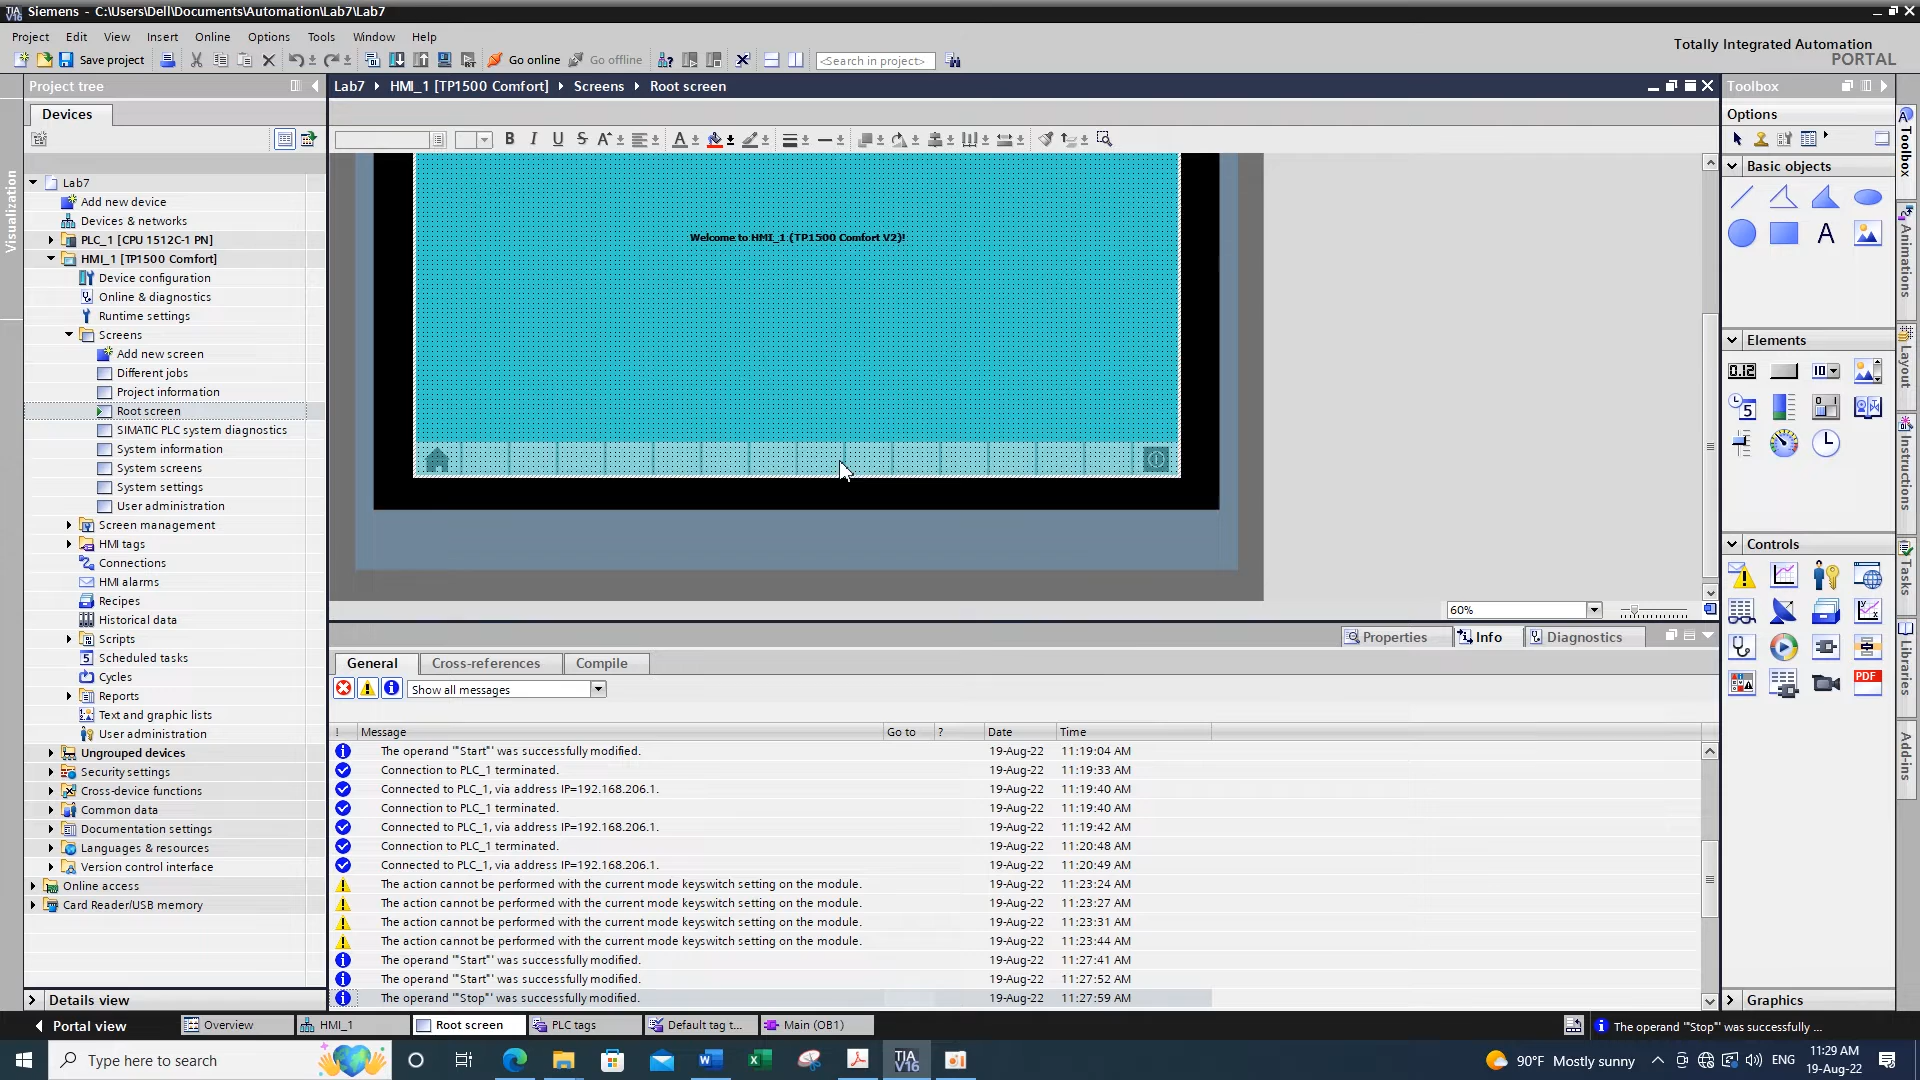 Siemens - C:\Users\Dell\Documents\Automation\Lab7\Lab7
Project Edit View Insert Online Options Tools Window Help
Totally Integrated Automation
PORTAL
Save project
Go online
Go offline
<Search in project>
Project tree
Devices
Visualization
Lab7
Add new device
Devices & networks
PLC_1 [CPU 1512C-1 PN]
HMI_1 [TP1500 Comfort]
Device configuration
Online & diagnostics
Runtime settings
Screens
Add new screen
Different jobs
Project information
Root screen
SIMATIC PLC system diagnostics
System information
System screens
System settings
User administration
Screen management
HMI tags
Connections
HMI alarms
Recipes
Historical data
Scripts
Scheduled tasks
Cycles
Reports
Text and graphic lists
User administration
Ungrouped devices
Security settings
Cross-device functions
Common data
Documentation settings
Languages & resources
Version control interface
Online access
Card Reader/USB memory
Details view
Lab7 HMI_1 [TP1500 Comfort] Screens Root screen
Welcome to HMI_1 (TP1500 Comfort V2)!
60%
Properties Info Diagnostics
General Cross-references Compile
Show all messages
! Message Go to ? Date Time
The operand '"Start"' was successfully modified. 19-Aug-22 11:19:04 AM
Connection to PLC_1 terminated. 19-Aug-22 11:19:33 AM
Connected to PLC_1, via address IP=192.168.206.1. 19-Aug-22 11:19:40 AM
Connection to PLC_1 terminated. 19-Aug-22 11:19:40 AM
Connected to PLC_1, via address IP=192.168.206.1. 19-Aug-22 11:19:42 AM
Connection to PLC_1 terminated. 19-Aug-22 11:20:48 AM
Connected to PLC_1, via address IP=192.168.206.1. 19-Aug-22 11:20:49 AM
The action cannot be performed with the current mode keyswitch setting on the module. 19-Aug-22 11:23:24 AM
The action cannot be performed with the current mode keyswitch setting on the module. 19-Aug-22 11:23:27 AM
The action cannot be performed with the current mode keyswitch setting on the module. 19-Aug-22 11:23:31 AM
The action cannot be performed with the current mode keyswitch setting on the module. 19-Aug-22 11:23:44 AM
The operand '"Start"' was successfully modified. 19-Aug-22 11:27:41 AM
The operand '"Start"' was successfully modified. 19-Aug-22 11:27:52 AM
The operand '"Stop"' was successfully modified. 19-Aug-22 11:27:59 AM
Toolbox
Options
Basic objects
Elements
Controls
Graphics
Toolbox
Animations
Layout
Instructions
Tasks
Libraries
Add-ins
Portal view Overview HMI_1 Root screen PLC tags Default tag t... Main (OB1)
The operand '"Stop"' was successfully ...
Type here to search
90°F Mostly sunny
ENG
11:29 AM
19-Aug-22